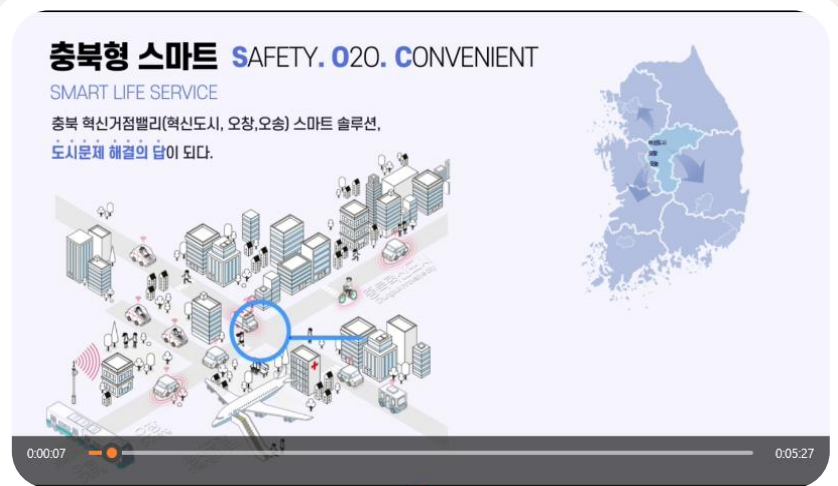 충북형 스마트 SAFETY. O2O. CONVENIENT
SMART LIFE SERVICE
충북 혁신거점밸리(혁신도시, 오창,오송) 스마트 솔루션,
도시문제 해결의 답이 되다.
0:00:07
0:05:27